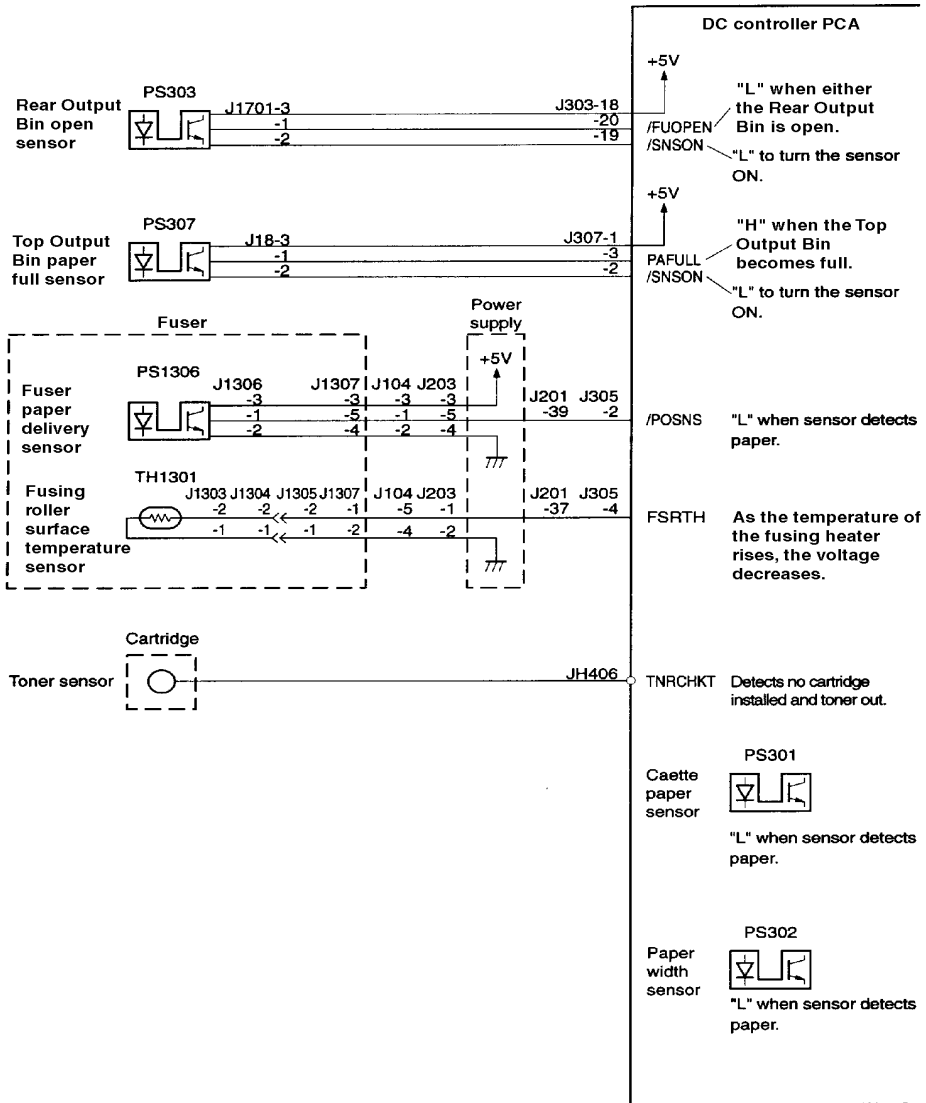 DC controller PCA
+5V
PS303
Rear Output
Bin open
sensor
J1701-3
-1
-2
J303-18
-20
-19
/FUOPEN
/SNSON
"L" when either
the Rear Output
Bin is open.
"L" to turn the sensor
ON.
+5V
PS307
Top Output
Bin paper
full sensor
J18-3
-1
-2
J307-1
-3
-2
PAFULL
/SNSON
"H" when the Top
Output Bin
becomes full.
"L" to turn the sensor
ON.
Fuser
Power
supply
+5V
PS1306
Fuser
paper
delivery
sensor
J1306 J1307 J104 J203
-3 -3 -3 -3
-1 -5 -1 -5
-2 -4 -2 -4
J201 J305
-39 -2
/POSNS
"L" when sensor detects
paper.
TH1301
Fusing
roller
surface
temperature
sensor
J1303 J1304 J1305 J1307 J104 J203
-2 -2 -2 -1 -5 -1
-1 -1 -1 -2 -4 -2
J201 J305
-37 -4
FSRTH
As the temperature of
the fusing heater
rises, the voltage
decreases.
Cartridge
Toner sensor
JH406
TNRCHKT
Detects no cartridge
installed and toner out.
PS301
Caette
paper
sensor
"L" when sensor detects
paper.
PS302
Paper
width
sensor
"L" when sensor detects
paper.